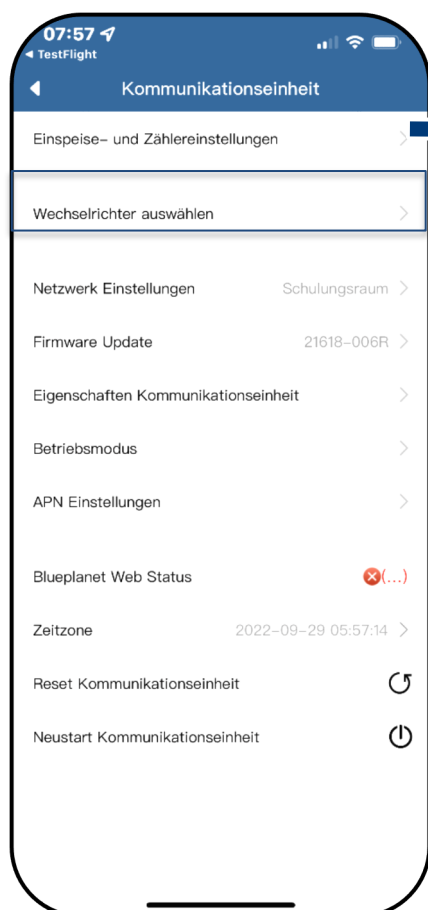 07:57
TestFlight
Kommunikationseinheit
Einspeise- und Zählereinstellungen
Wechselrichter auswählen
Netzwerk Einstellungen Schulungsraum
Firmware Update 21618-006R
Eigenschaften Kommunikationseinheit
Betriebsmodus
APN Einstellungen
Blueplanet Web Status (...)
Zeitzone 2022-09-29 05:57:14
Reset Kommunikationseinheit
Neustart Kommunikationseinheit